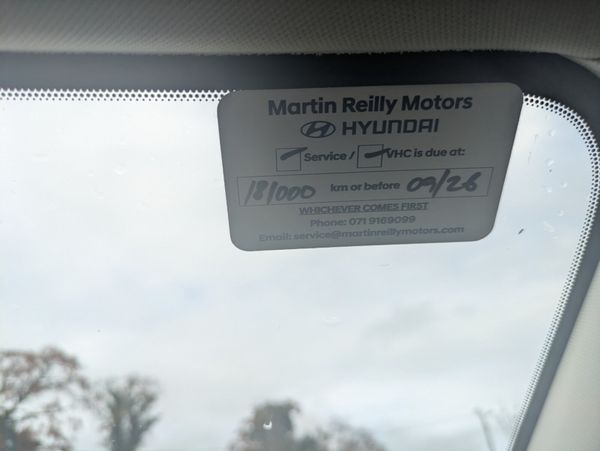 Martin Reilly Motors
HYUNDAI
Service / VHC is due at:
18/000 km or before 09/26
WHICHEVER COMES FIRST
Phone: 071 9169099
Email: service@martinreillymotors.com